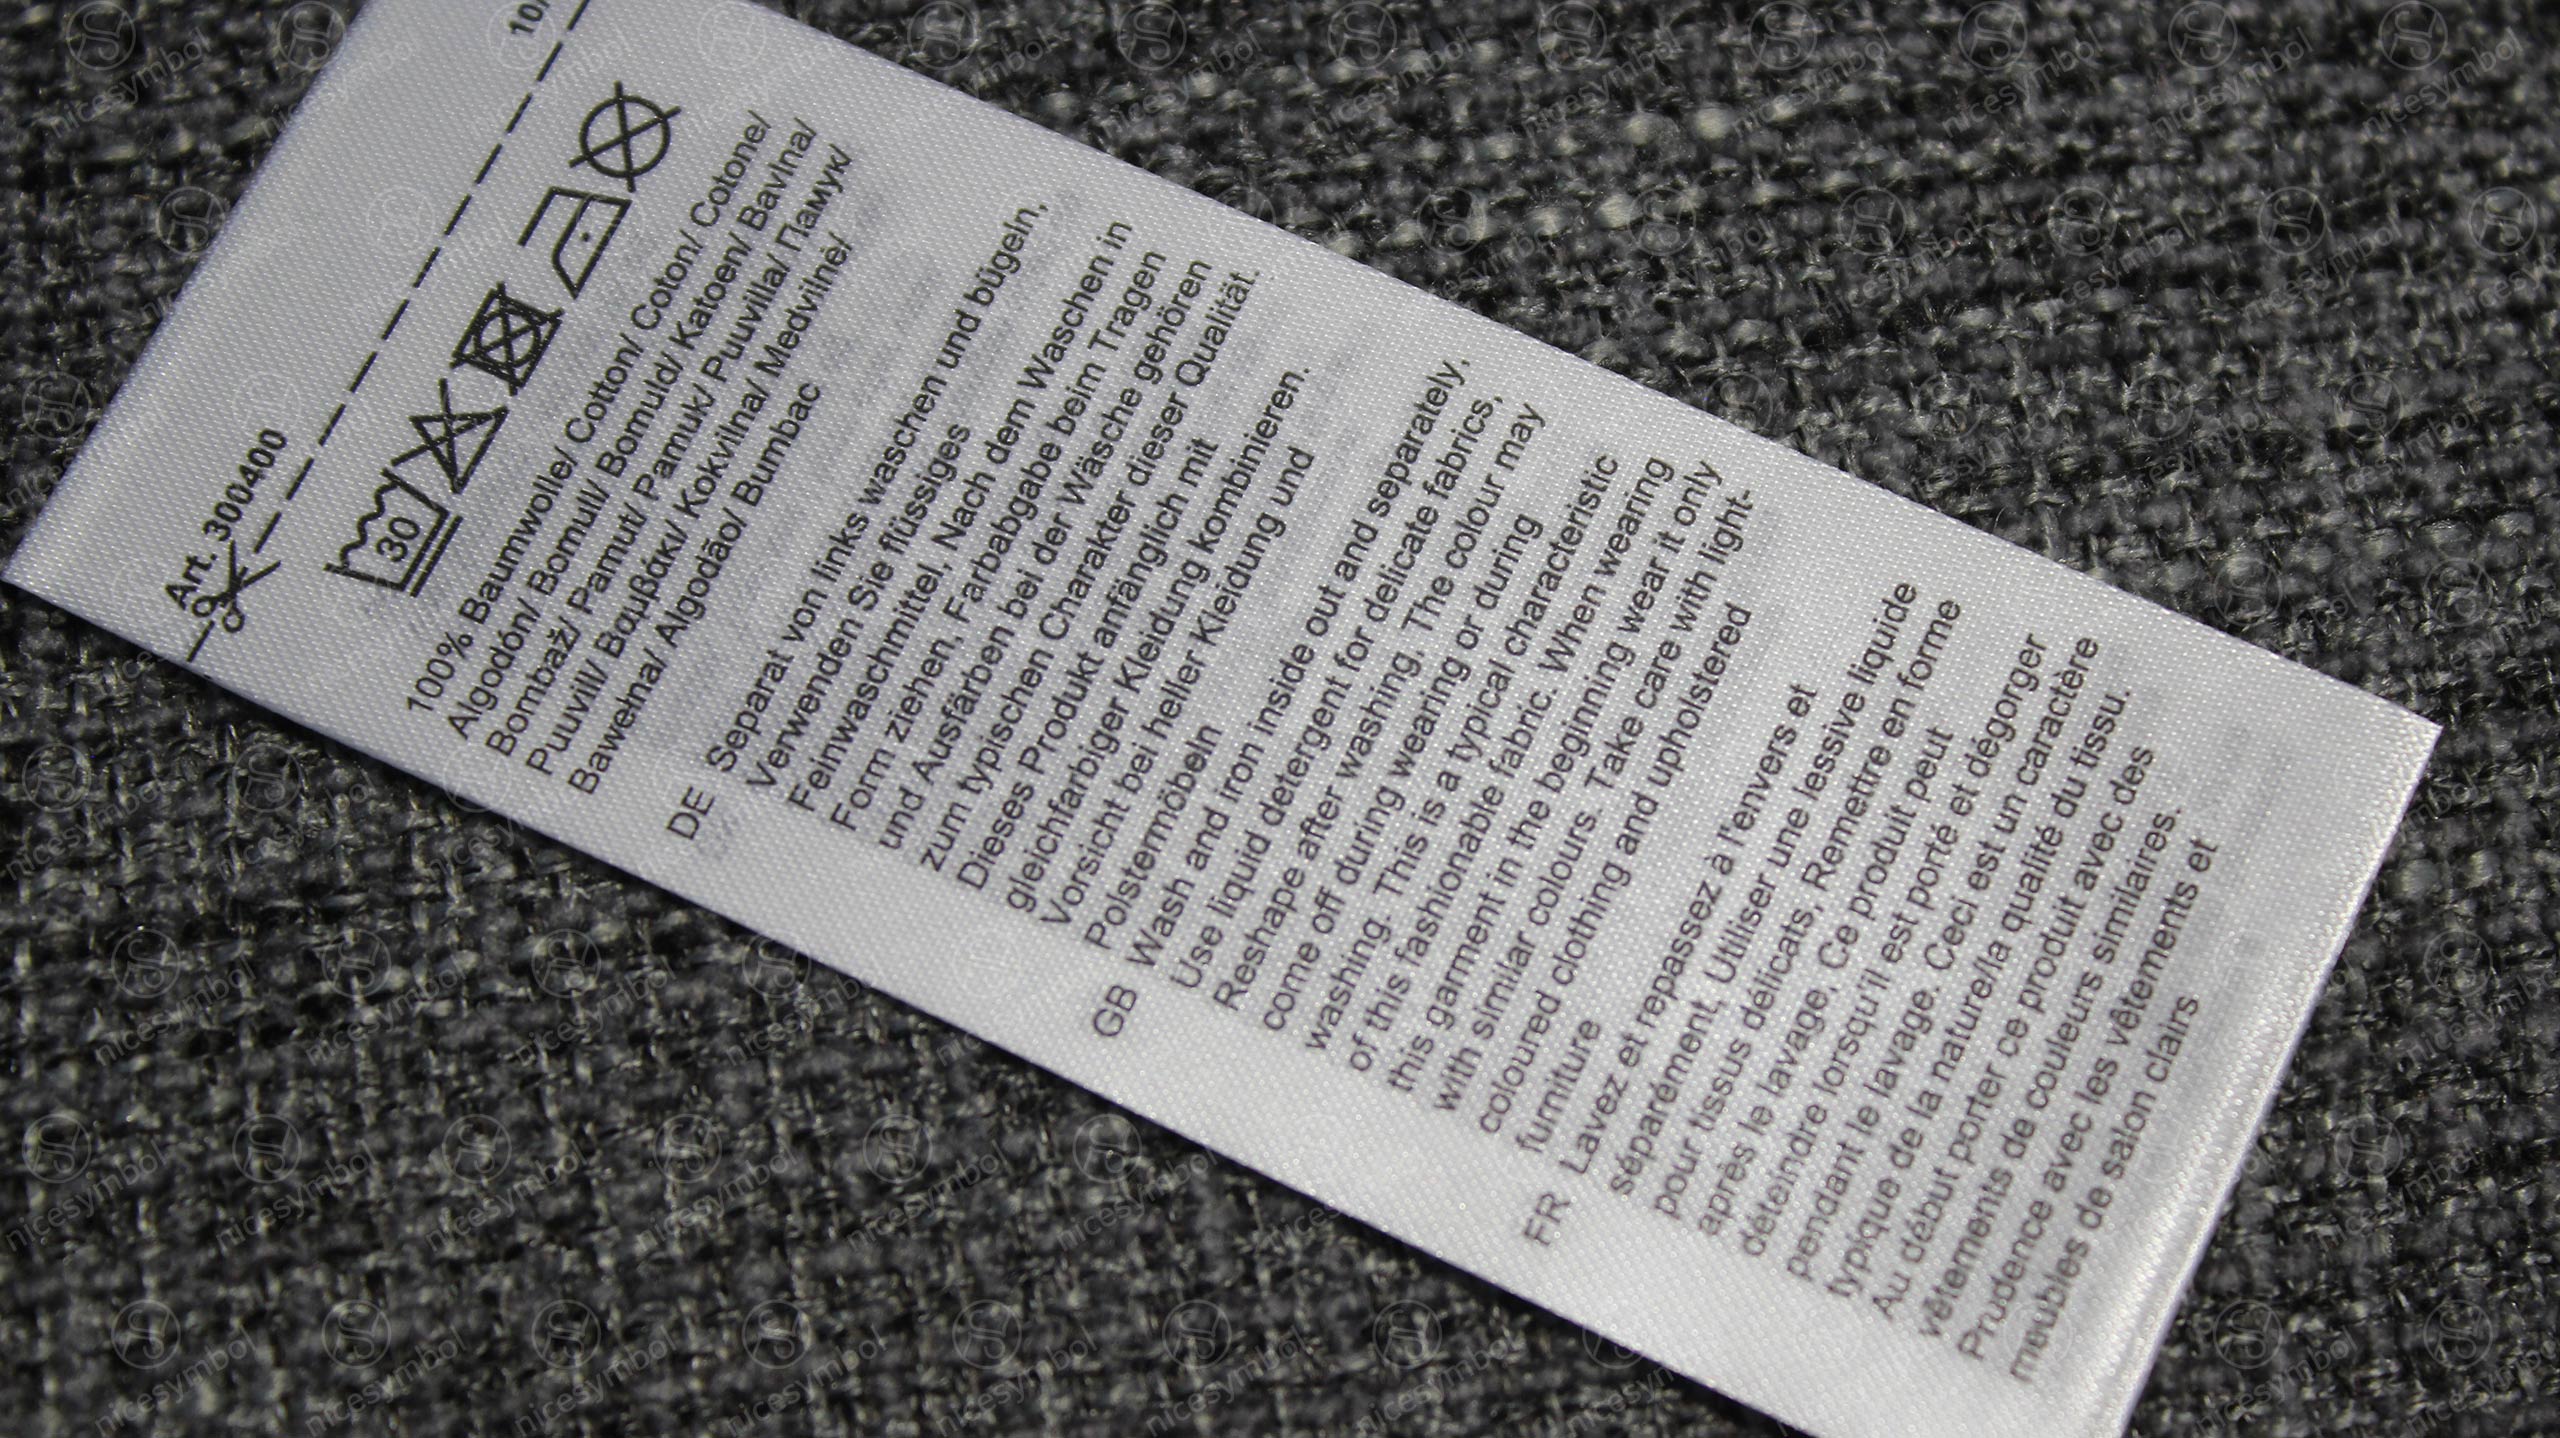 10/
Art. 300400
30
100% Baumwolle/ Cotton/ Coton/ Cotone/
Algodón/ Bomull/ Bomuld/ Katoen/ Bavlna/
Bombaž/ Pamut/ Pamuk/ Puuvilla/ Памук/
Puuvill/ Βαμβάκι/ Kokvilna/ Medvilnė/
Bawełna/ Algodão/ Bumbac
DE Separat von links waschen und bügeln,
Verwenden Sie flüssiges
Feinwaschmittel, Nach dem Waschen in
Form ziehen, Farbabgabe beim Tragen
und Ausfärben bei der Wäsche gehören
zum typischen Charakter dieser Qualität.
Dieses Produkt anfänglich mit
gleichfarbiger Kleidung kombinieren.
Vorsicht bei heller Kleidung und
Polstermöbeln
GB Wash and iron inside out and separately,
Use liquid detergent for delicate fabrics,
Reshape after washing, The colour may
come off during wearing or during
washing. This is a typical characteristic
of this fashionable fabric. When wearing
this garment in the beginning wear it only
with similar colours. Take care with light-
coloured clothing and upholstered
furniture
FR Lavez et repassez à l'envers et
séparément, Utiliser une lessive liquide
pour tissus délicats, Remettre en forme
après le lavage, Ce produit peut
déteindre lorsqu'il est porté et dégorger
pendant le lavage. Ceci est un caractère
typique de la nature/la qualité du tissu.
Au début porter ce produit avec des
vêtements de couleurs similaires.
Prudence avec les vêtements et
meubles de salon clairs
nicesymbol